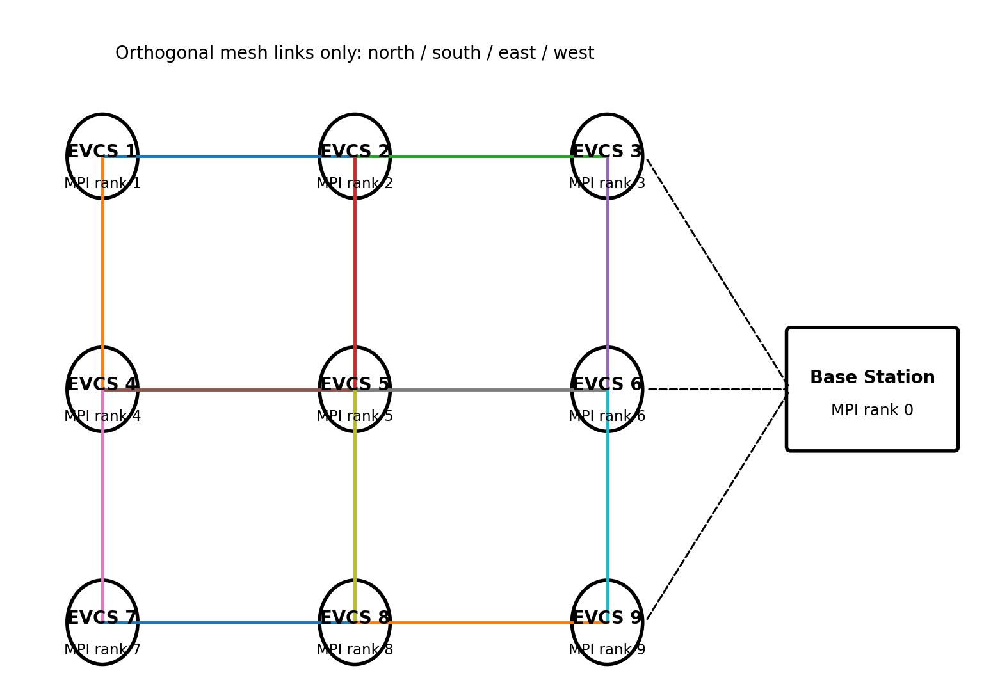 Orthogonal mesh links only: north / south / east / west
EVCS 1
MPI rank 1
EVCS 2
MPI rank 2
EVCS 3
MPI rank 3
EVCS 4
MPI rank 4
EVCS 5
MPI rank 5
EVCS 6
MPI rank 6
Base Station
MPI rank 0
EVCS 7
MPI rank 7
EVCS 8
MPI rank 8
EVCS 9
MPI rank 9